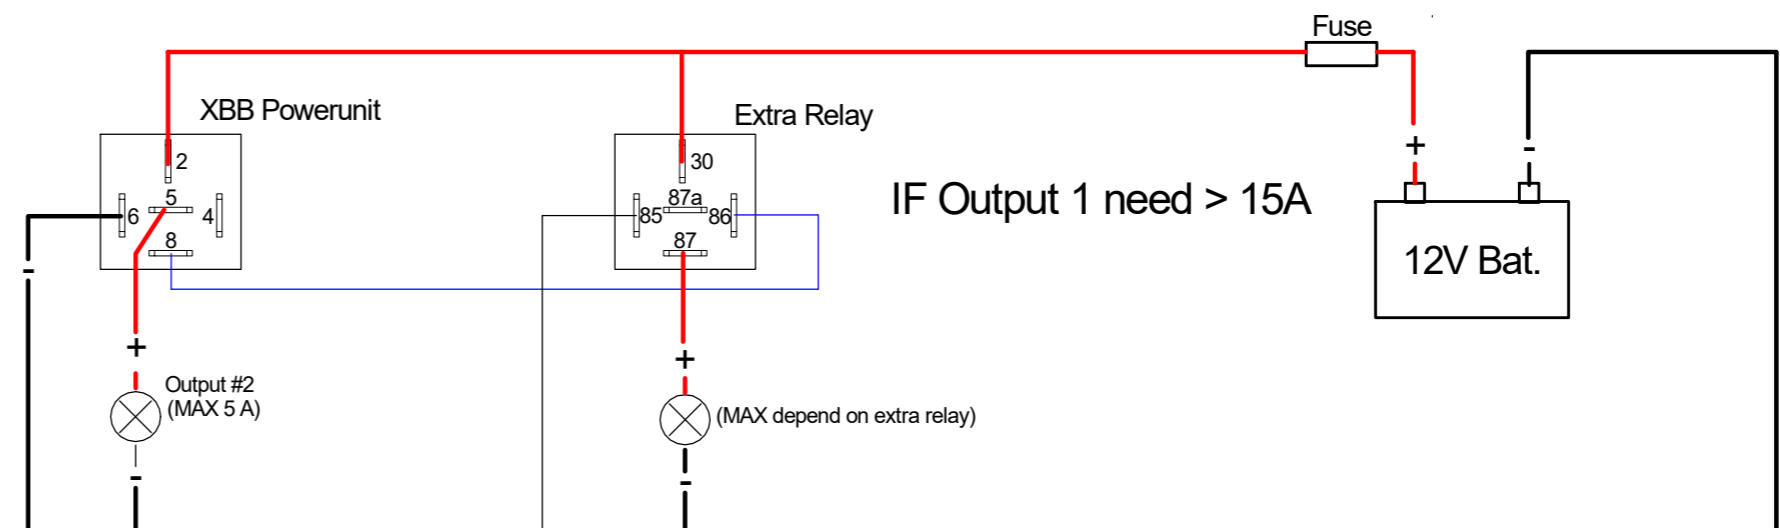 Fuse
XBB Powerunit
Extra Relay
2
30
5
87a
6
4
85
86
8
87
IF Output 1 need > 15A
+
-
12V Bat.
-
+
Output #2
(MAX 5 A)
-
+
(MAX depend on extra relay)
-